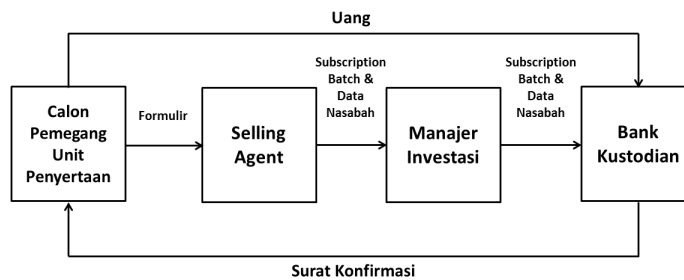 Uang
Calon
Pemegang
Unit
Penyertaan
Formulir
Selling
Agent
Subscription
Batch &
Data
Nasabah
Manajer
Investasi
Subscription
Batch &
Data
Nasabah
Bank
Kustodian
Surat Konfirmasi